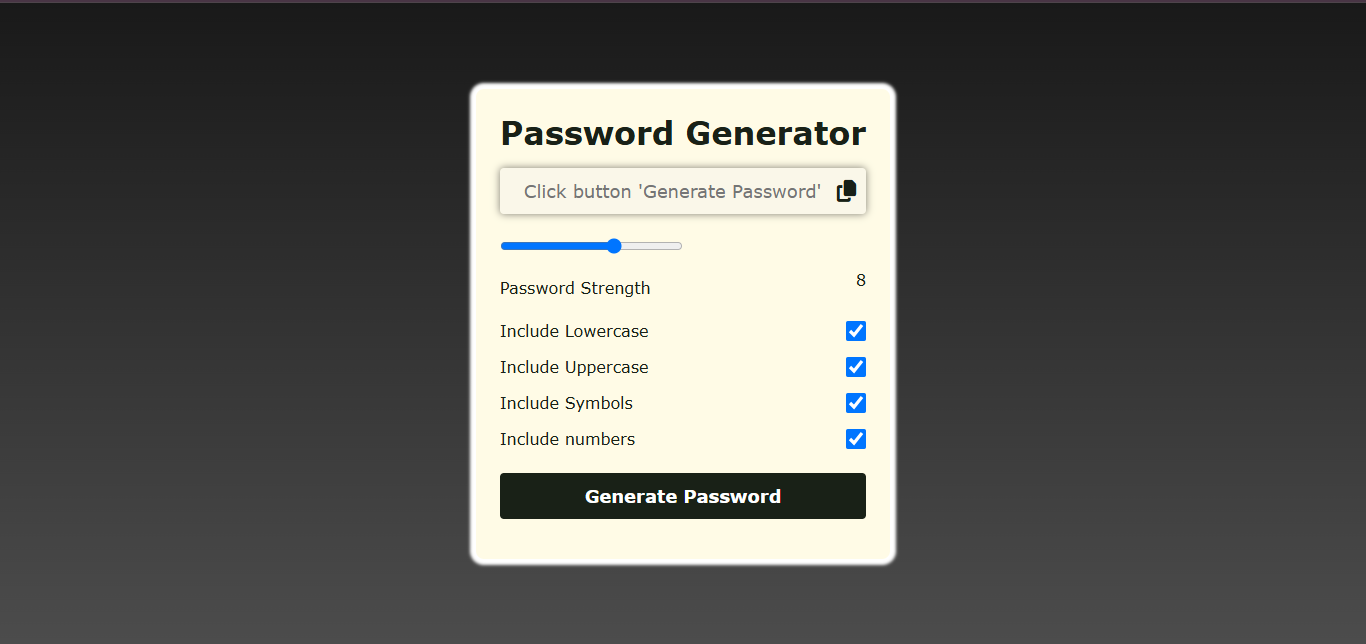 Password Generator
Click button 'Generate Password'
8
Password Strength
Include Lowercase
Include Uppercase
Include Symbols
Include numbers
Generate Password